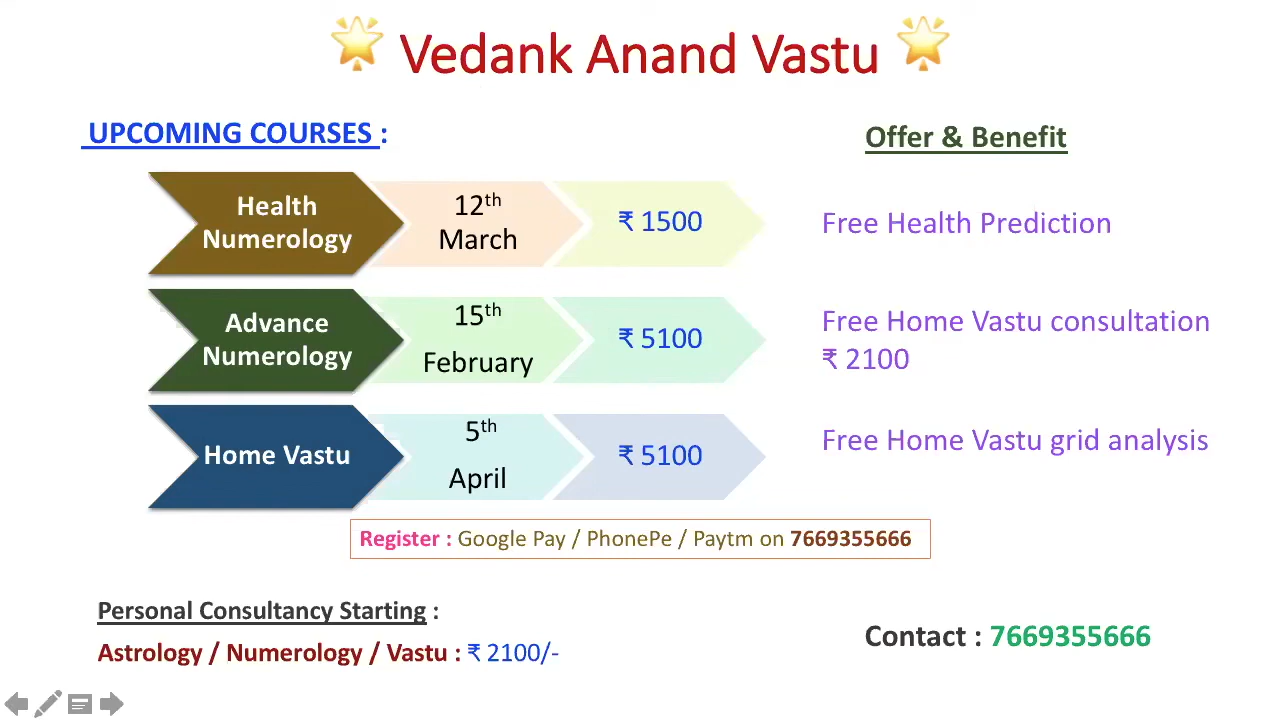 Vedank Anand Vastu
UPCOMING COURSES :
Offer & Benefit
Health
Numerology
12th
March
₹ 1500
Free Health Prediction
Advance
Numerology
15th
February
₹ 5100
Free Home Vastu consultation
₹ 2100
Home Vastu
5th
April
₹ 5100
Free Home Vastu grid analysis
Register : Google Pay / PhonePe / Paytm on 7669355666
Personal Consultancy Starting :
Astrology / Numerology / Vastu : ₹ 2100/-
Contact : 7669355666